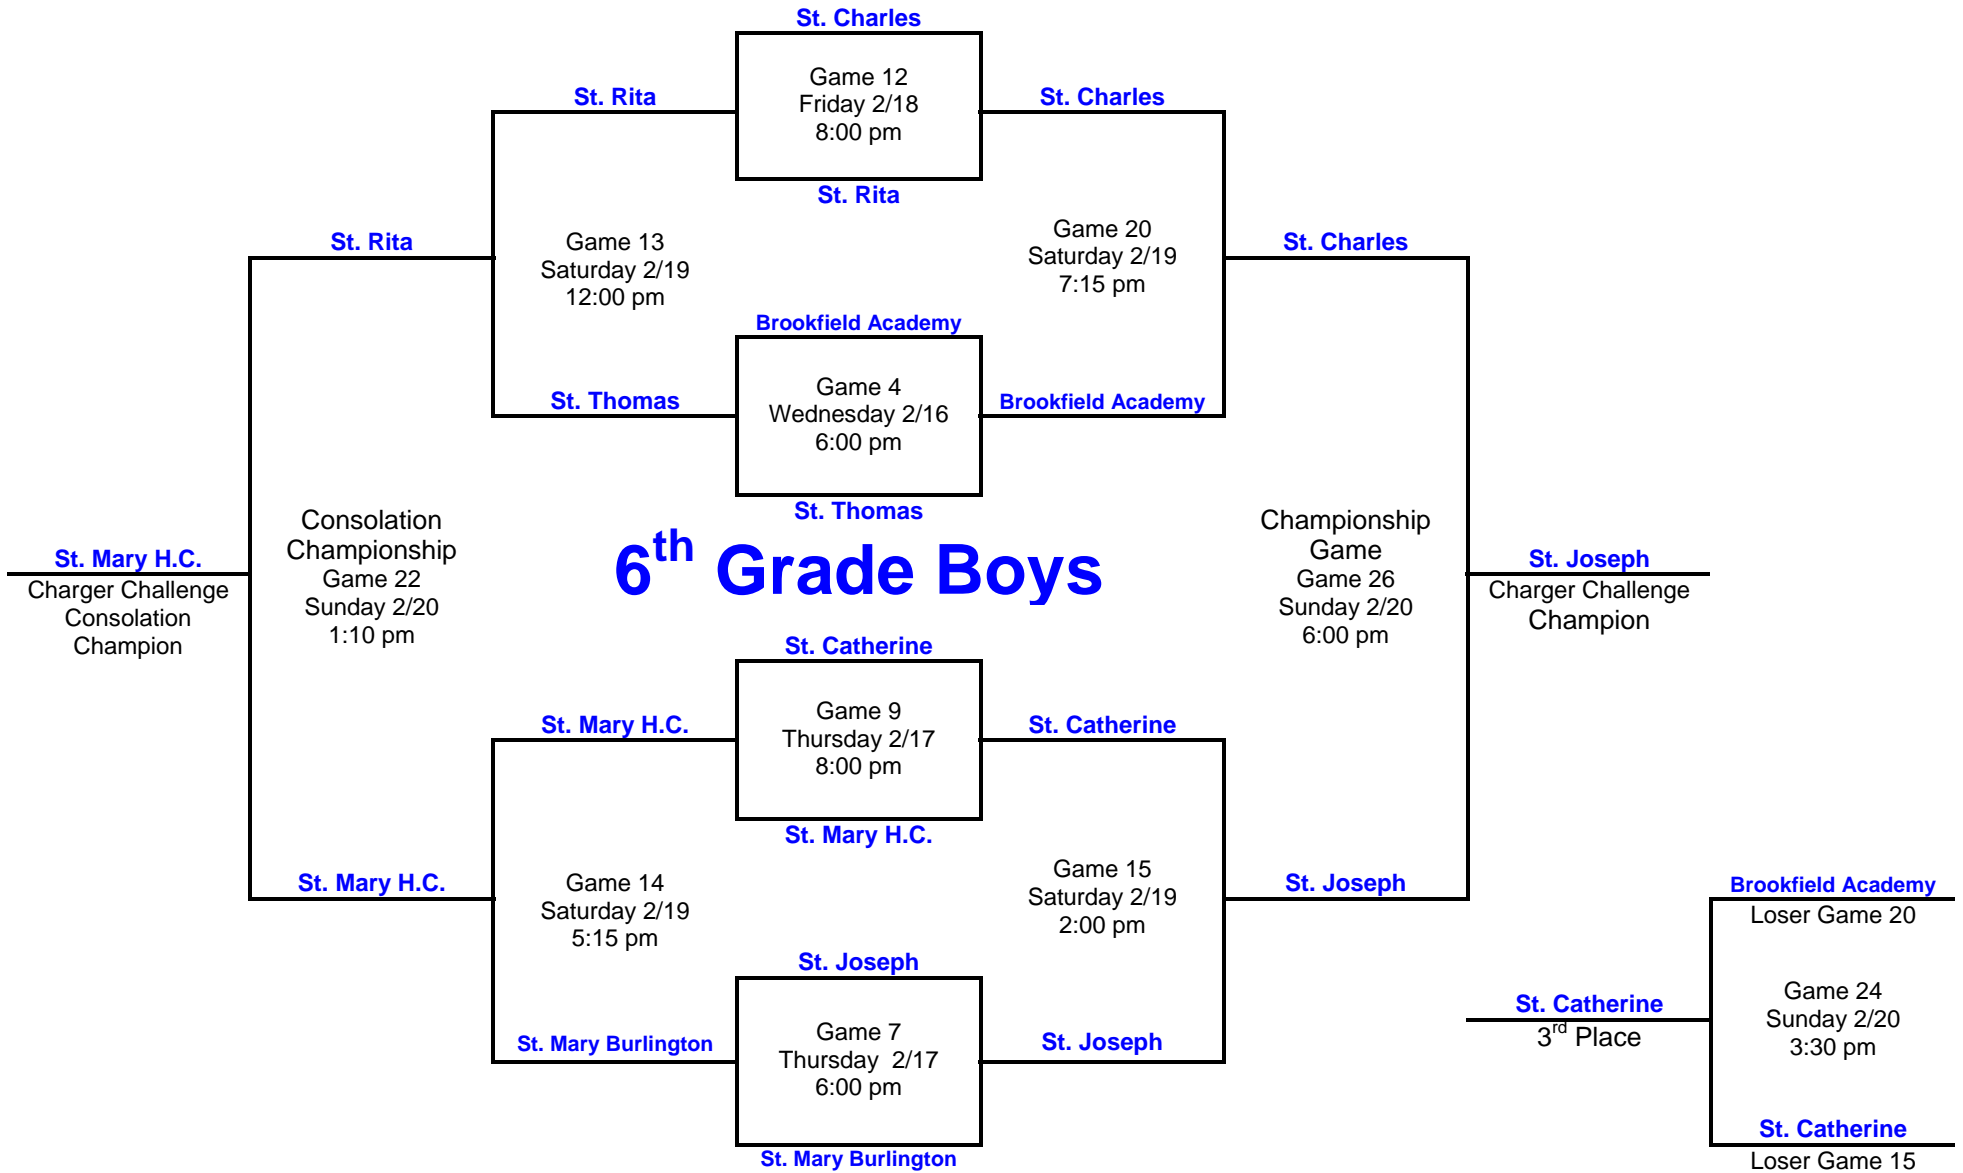 St. Charles
Game 12
Friday 2/18
8:00 pm
St. Rita
St. Rita
St. Charles
St. Rita
Game 13
Saturday 2/19
12:00 pm
Game 20
Saturday 2/19
7:15 pm
St. Charles
Brookfield Academy
Game 4
Wednesday 2/16
6:00 pm
St. Thomas
St. Thomas
Brookfield Academy
St. Mary H.C.
Charger Challenge
Consolation
Champion
Consolation
Championship
Game 22
Sunday 2/20
1:10 pm
6th Grade Boys
Championship
Game
Game 26
Sunday 2/20
6:00 pm
St. Joseph
Charger Challenge
Champion
St. Catherine
Game 9
Thursday 2/17
8:00 pm
St. Mary H.C.
St. Mary H.C.
St. Catherine
St. Mary H.C.
Game 14
Saturday 2/19
5:15 pm
Game 15
Saturday 2/19
2:00 pm
St. Joseph
St. Joseph
Game 7
Thursday 2/17
6:00 pm
St. Mary Burlington
St. Mary Burlington
St. Joseph
Brookfield Academy
Loser Game 20
St. Catherine
3rd Place
Game 24
Sunday 2/20
3:30 pm
St. Catherine
Loser Game 15